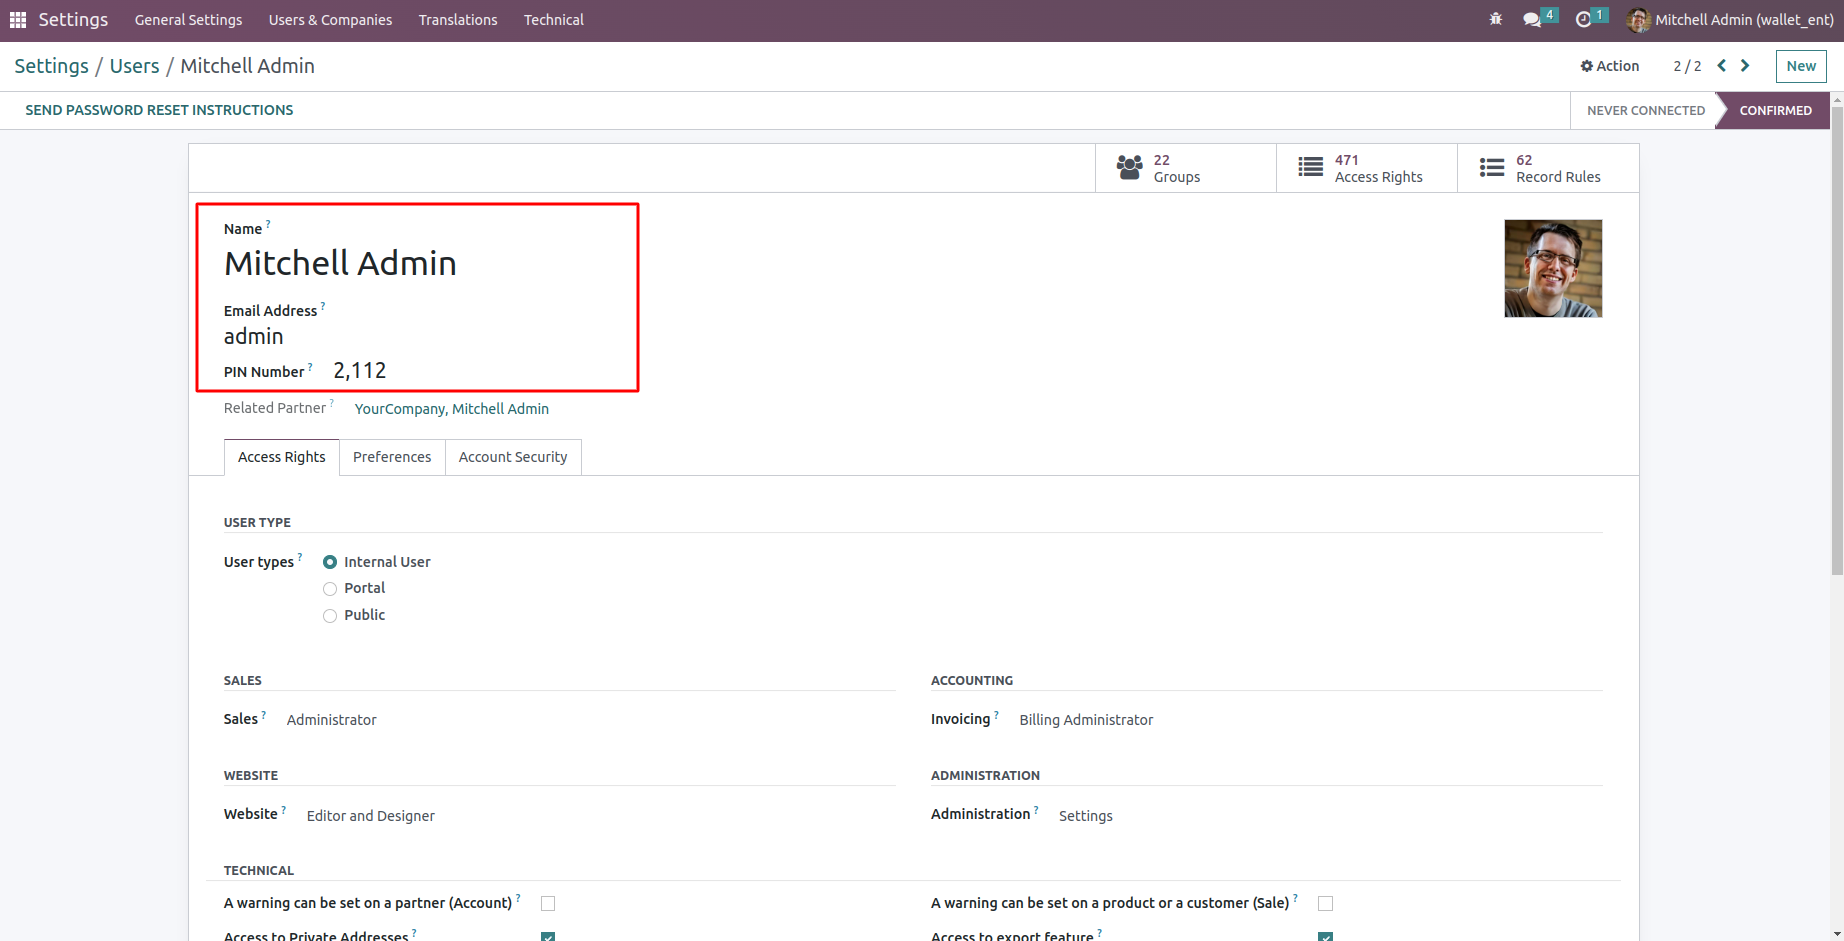 Settings General Settings Users & Companies Translations Technical 4 1 Mitchell Admin (wallet_ent)
Settings / Users / Mitchell Admin Action 2 / 2 New
SEND PASSWORD RESET INSTRUCTIONS NEVER CONNECTED CONFIRMED
22 471 62
Groups Access Rights Record Rules
Name ?
Mitchell Admin
Email Address ?
admin
PIN Number ? 2,112
Related Partner ? YourCompany, Mitchell Admin
Access Rights Preferences Account Security
USER TYPE
User types ? Internal User
Portal
Public
SALES ACCOUNTING
Sales ? Administrator Invoicing ? Billing Administrator
WEBSITE ADMINISTRATION
Website ? Editor and Designer Administration ? Settings
TECHNICAL
A warning can be set on a partner (Account) ? A warning can be set on a product or a customer (Sale) ?
Access to Private Addresses ? Access to export feature ?